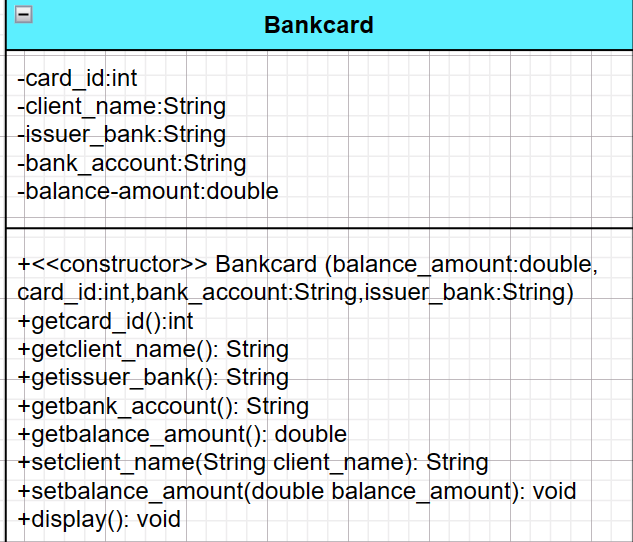 Bankcard
-card_id:int
-client_name:String
-issuer_bank:String
-bank_account:String
-balance-amount:double
+<<constructor>> Bankcard (balance_amount:double,
card_id:int,bank_account:String,issuer_bank:String)
+getcard_id():int
+getclient_name(): String
+getissuer_bank(): String
+getbank_account(): String
+getbalance_amount(): double
+setclient_name(String client_name): String
+setbalance_amount(double balance_amount): void
+display(): void